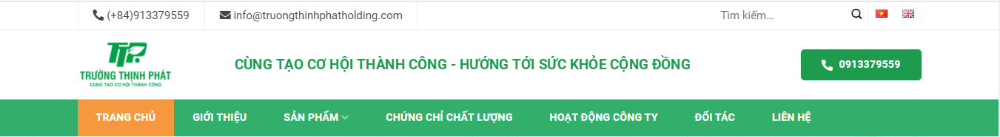 (+84)913379559 info@truongthinhphatholding.com Tìm kiếm...
TTP
TRƯỜNG THỊNH PHÁT
CÙNG TẠO CƠ HỘI THÀNH CÔNG
CÙNG TẠO CƠ HỘI THÀNH CÔNG - HƯỚNG TỚI SỨC KHỎE CỘNG ĐỒNG
0913379559
TRANG CHỦ GIỚI THIỆU SẢN PHẨM CHỨNG CHỈ CHẤT LƯỢNG HOẠT ĐỘNG CÔNG TY ĐỐI TÁC LIÊN HỆ